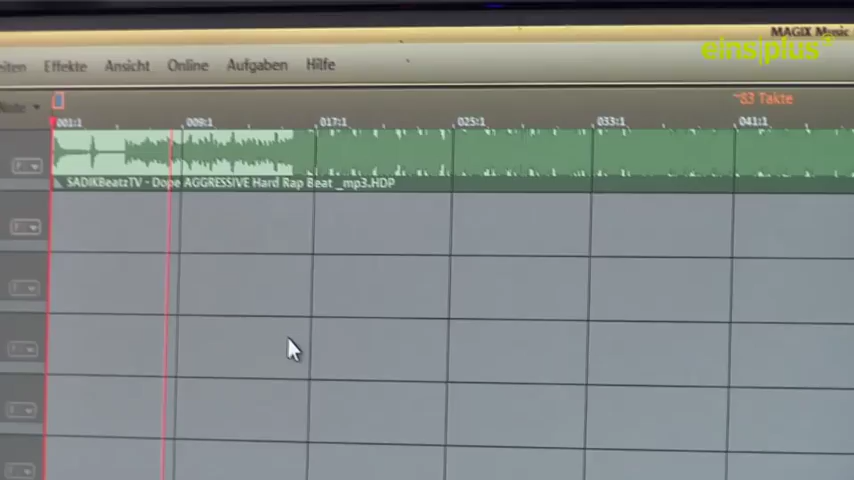 MAGIX Music
eins|plus
Effekte Ansicht Online Aufgaben Hilfe
~83 Takte
001:1 009:1 017:1 025:1 033:1 041:1
SADIKBeatzTV - Dope AGGRESSIVE Hard Rap Beat _mp3.HDP